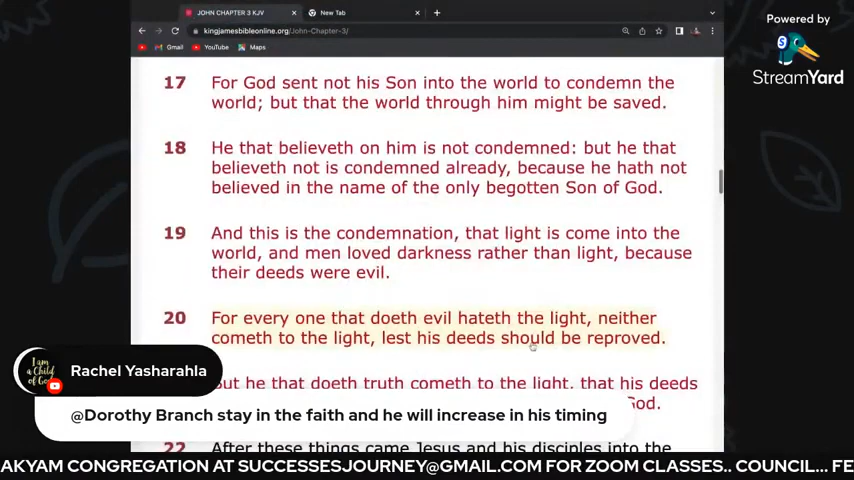 JOHN CHAPTER 3 KJV
New Tab
kingjamesbibleonline.org/John-Chapter-3/
Gmail
YouTube
Maps
Powered by
StreamYard
17 For God sent not his Son into the world to condemn the
world; but that the world through him might be saved.
18 He that believeth on him is not condemned: but he that
believeth not is condemned already, because he hath not
believed in the name of the only begotten Son of God.
19 And this is the condemnation, that light is come into the
world, and men loved darkness rather than light, because
their deeds were evil.
20 For every one that doeth evil hateth the light, neither
cometh to the light, lest his deeds should be reproved.
But he that doeth truth cometh to the light, that his deeds
God.
I am
a Child
of God
Rachel Yasharahla
@Dorothy Branch stay in the faith and he will increase in his timing
22 After these things came Jesus and his disciples into the
AKYAM CONGREGATION AT SUCCESSESJOURNEY@GMAIL.COM FOR ZOOM CLASSES.. COUNCIL... FE